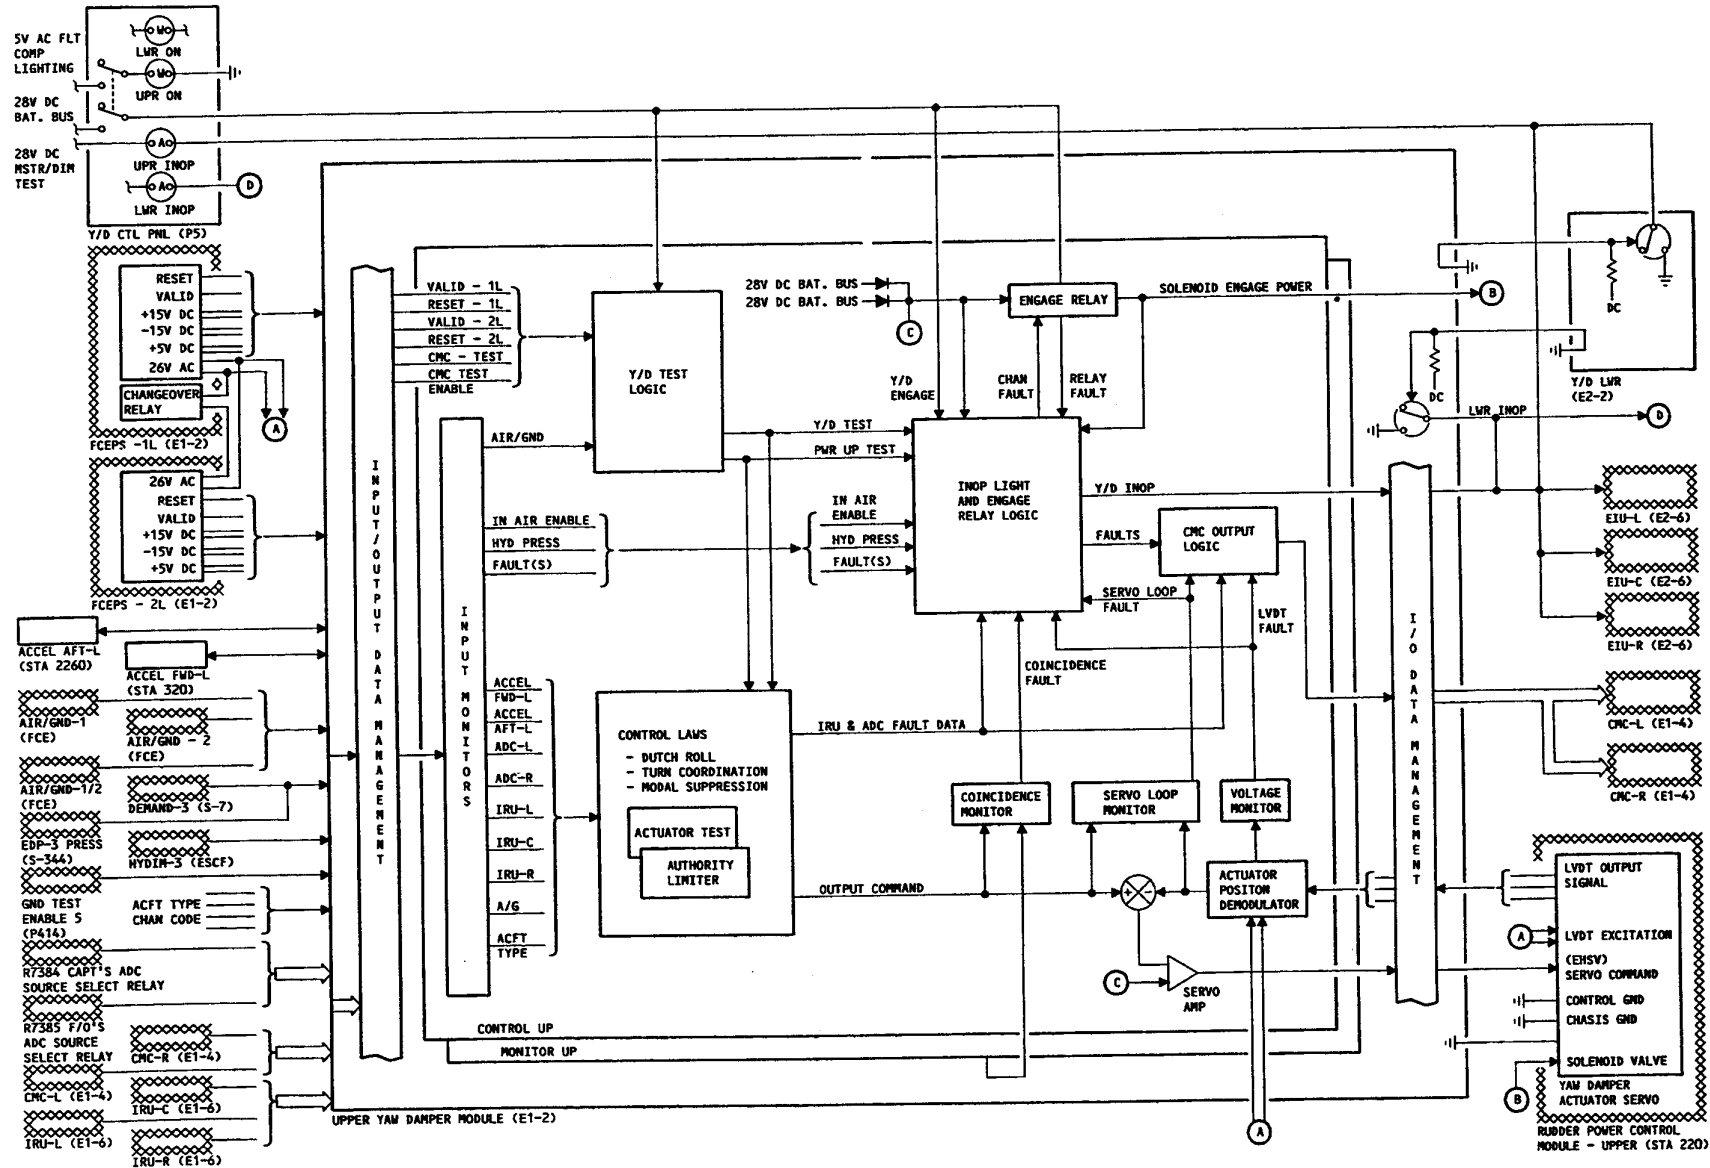 5V AC FLT
COMP
LIGHTING
28V DC
BAT. BUS
28V DC
MSTR/DIM
TEST
W
LWR ON
W
UPR ON
A
UPR INOP
A
LWR INOP
D
Y/D CTL PNL (P5)
RESET
VALID
+15V DC
-15V DC
+5V DC
26V AC
CHANGEOVER
RELAY
A
FCEPS -1L (E1-2)
26V AC
RESET
VALID
+15V DC
-15V DC
+5V DC
FCEPS - 2L (E1-2)
ACCEL AFT-L
(STA 2260)
ACCEL FWD-L
(STA 320)
AIR/GND-1
(FCE)
AIR/GND - 2
(FCE)
AIR/GND-1/2
(FCE)
DEMAND-3 (S-7)
EDP-3 PRESS
(S-344)
HYDIM-3 (ESCF)
GND TEST
ENABLE 5
(P414)
ACFT TYPE
CHAN CODE
R7384 CAPT'S ADC
SOURCE SELECT RELAY
R7385 F/O'S
ADC SOURCE
SELECT RELAY
CMC-R (E1-4)
CMC-L (E1-4)
IRU-C (E1-6)
IRU-L (E1-6)
IRU-R (E1-6)
INPUT/OUTPUT DATA MANAGEMENT
VALID - 1L
RESET - 1L
VALID - 2L
RESET - 2L
CMC - TEST
CMC TEST
ENABLE
INPUT MONITORS
AIR/GND
IN AIR ENABLE
HYD PRESS
FAULT(S)
ACCEL
FWD-L
ACCEL
AFT-L
ADC-L
ADC-R
IRU-L
IRU-C
IRU-R
A/G
ACFT
TYPE
Y/D TEST
LOGIC
CONTROL LAWS
- DUTCH ROLL
- TURN COORDINATION
- MODAL SUPPRESSION
ACTUATOR TEST
AUTHORITY
LIMITER
28V DC BAT. BUS
28V DC BAT. BUS
C
ENGAGE RELAY
SOLENOID ENGAGE POWER
B
Y/D
ENGAGE
CHAN
FAULT
RELAY
FAULT
Y/D TEST
PWR UP TEST
IN AIR
ENABLE
HYD PRESS
FAULT(S)
INOP LIGHT
AND ENGAGE
RELAY LOGIC
Y/D INOP
FAULTS
CMC OUTPUT
LOGIC
SERVO LOOP
FAULT
LVDT
FAULT
COINCIDENCE
FAULT
IRU & ADC FAULT DATA
COINCIDENCE
MONITOR
SERVO LOOP
MONITOR
VOLTAGE
MONITOR
OUTPUT COMMAND
+
-
ACTUATOR
POSITON
DEMODULATOR
C
SERVO
AMP
CONTROL UP
MONITOR UP
UPPER YAW DAMPER MODULE (E1-2)
A
I/O DATA MANAGEMENT
DC
Y/D LWR
(E2-2)
DC
LWR INOP
D
EIU-L (E2-6)
EIU-C (E2-6)
EIU-R (E2-6)
CMC-L (E1-4)
CMC-R (E1-4)
LVDT OUTPUT
SIGNAL
A
LVDT EXCITATION
(EHSV)
SERVO COMMAND
CONTROL GND
CHASIS GND
SOLENOID VALVE
B
YAW DAMPER
ACTUATOR SERVO
RUDDER POWER CONTROL
MODULE - UPPER (STA 220)